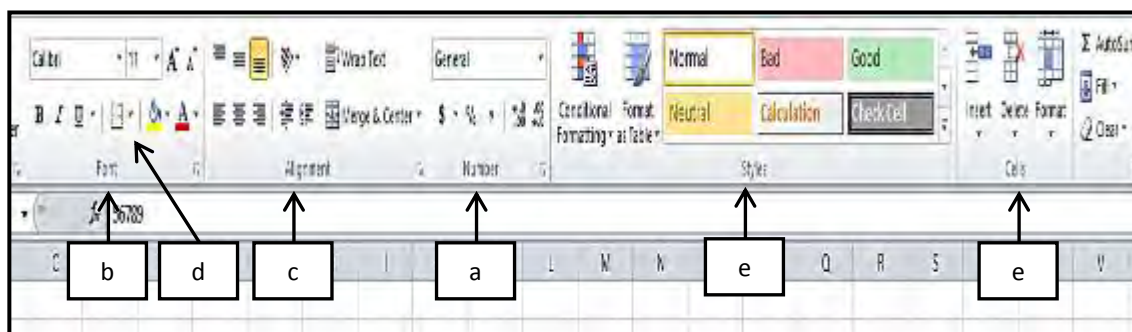 Calibri 11 A A Wrap Text General Normal Bad Good Σ AutoSum
B I U A Merge & Center $ % , Conditional Formatting Format as Table Neutral Calculation Check Cell Insert Delete Format Fill
Clear
Font Alignment Number Styles Cells
fx 56789
b d c a e e
C I L M N Q R S V